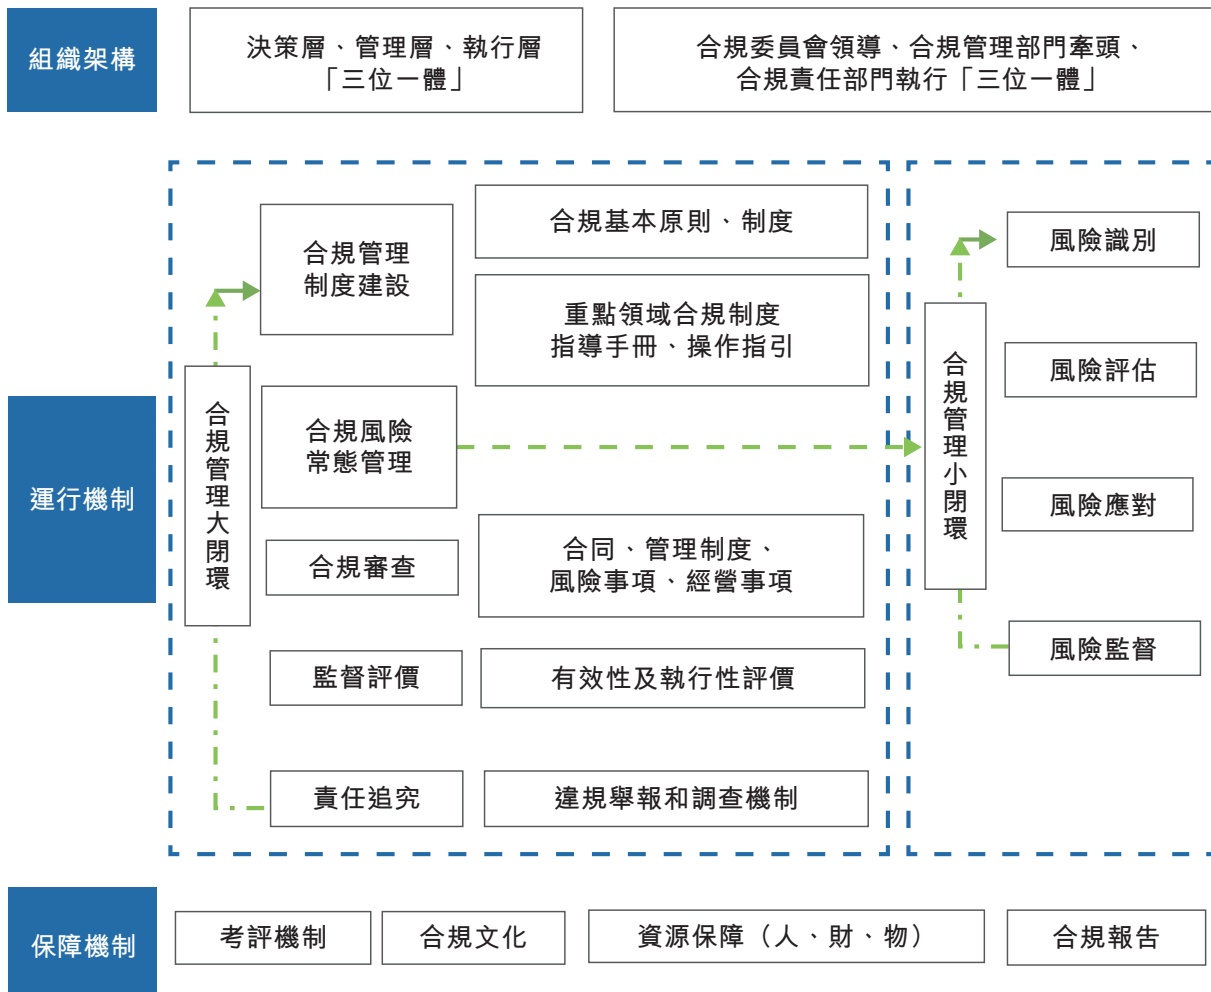 組織架構
決策層、管理層、執行層
「三位一體」
合規委員會領導、合規管理部門牽頭、
合規責任部門執行「三位一體」
運行機制
合規管理大閉環
合規管理
制度建設
合規基本原則、制度
重點領域合規制度
指導手冊、操作指引
合規風險
常態管理
合規審查
合同、管理制度、
風險事項、經營事項
監督評價
有效性及執行性評價
責任追究
違規舉報和調查機制
合規管理小閉環
風險識別
風險評估
風險應對
風險監督
保障機制
考評機制
合規文化
資源保障（人、財、物）
合規報告